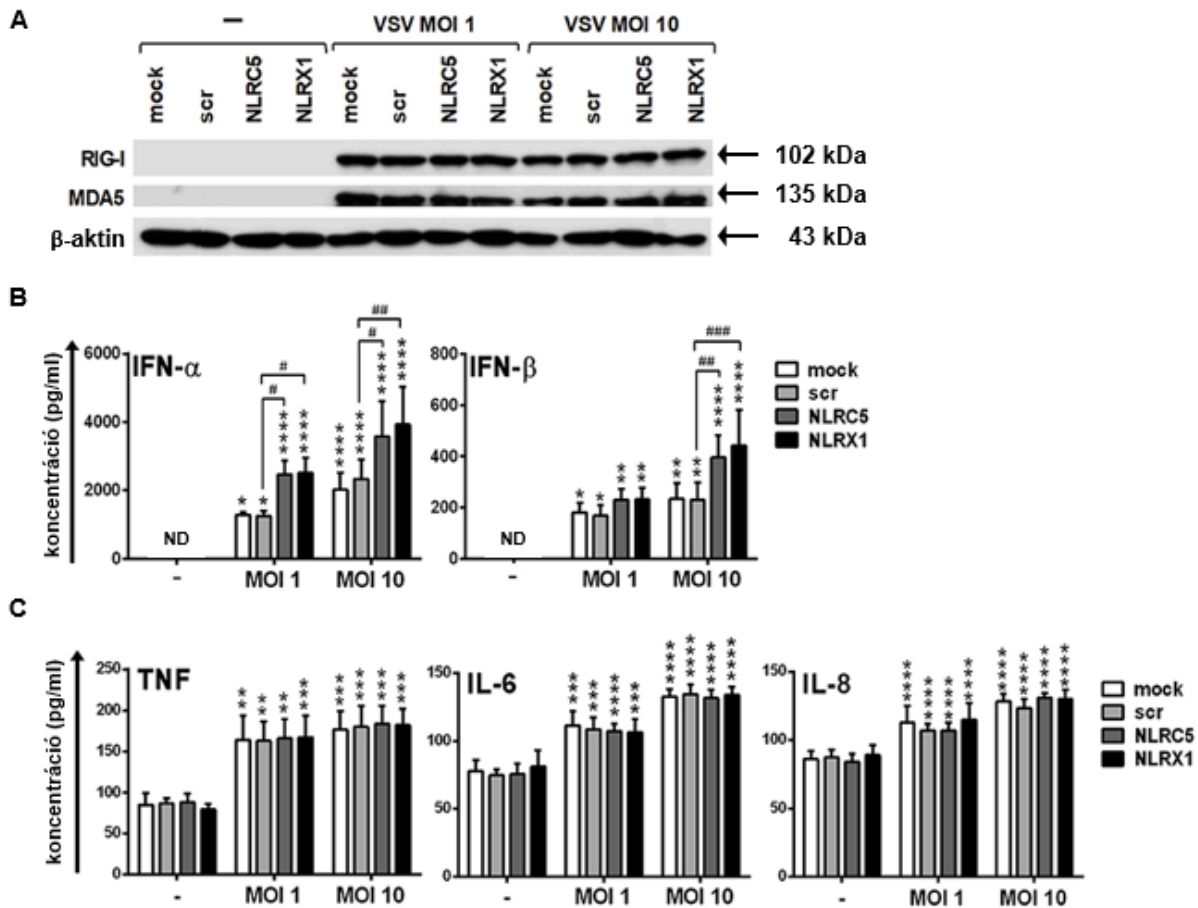 A
– VSV MOI 1 VSV MOI 10
mock scr NLRC5 NLRX1 mock scr NLRC5 NLRX1 mock scr NLRC5 NLRX1
RIG-I 102 kDa
MDA5 135 kDa
β-aktin 43 kDa
B
koncentráció (pg/ml)
IFN-α
6000
4000
2000
0
ND
* * **** **** **** **** **** ****
# # # ##
- MOI 1 MOI 10
IFN-β
800
600
400
200
0
ND
* * ** ** ** ** **** ****
## ###
- MOI 1 MOI 10
mock
scr
NLRC5
NLRX1
C
koncentráció (pg/ml)
TNF
250
200
150
100
50
0
** ** *** *** *** *** *** ***
- MOI 1 MOI 10
IL-6
150
100
50
0
*** **** **** *** **** **** **** ****
- MOI 1 MOI 10
IL-8
150
100
50
0
**** **** **** **** **** **** **** ****
- MOI 1 MOI 10
mock
scr
NLRC5
NLRX1